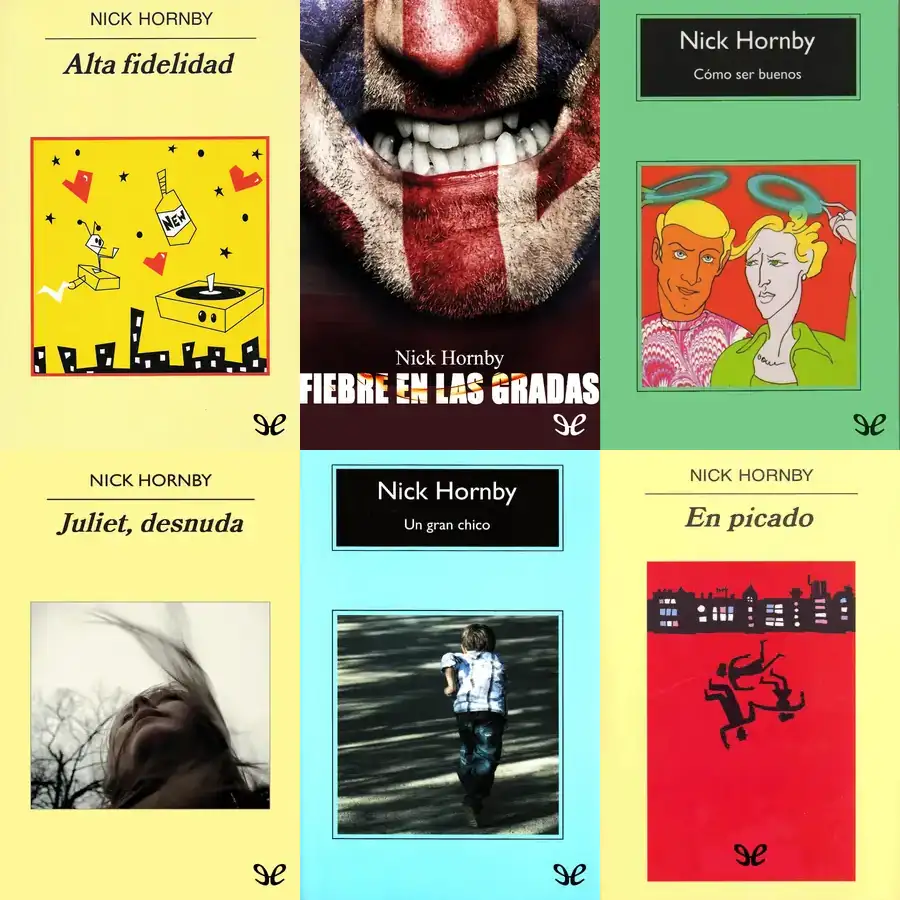 NICK HORNBY
Alta fidelidad
NEW
Nick Hornby
FIEBRE EN LAS GRADAS
Nick Hornby
Cómo ser buenos
NICK HORNBY
Juliet, desnuda
Nick Hornby
Un gran chico
NICK HORNBY
En picado